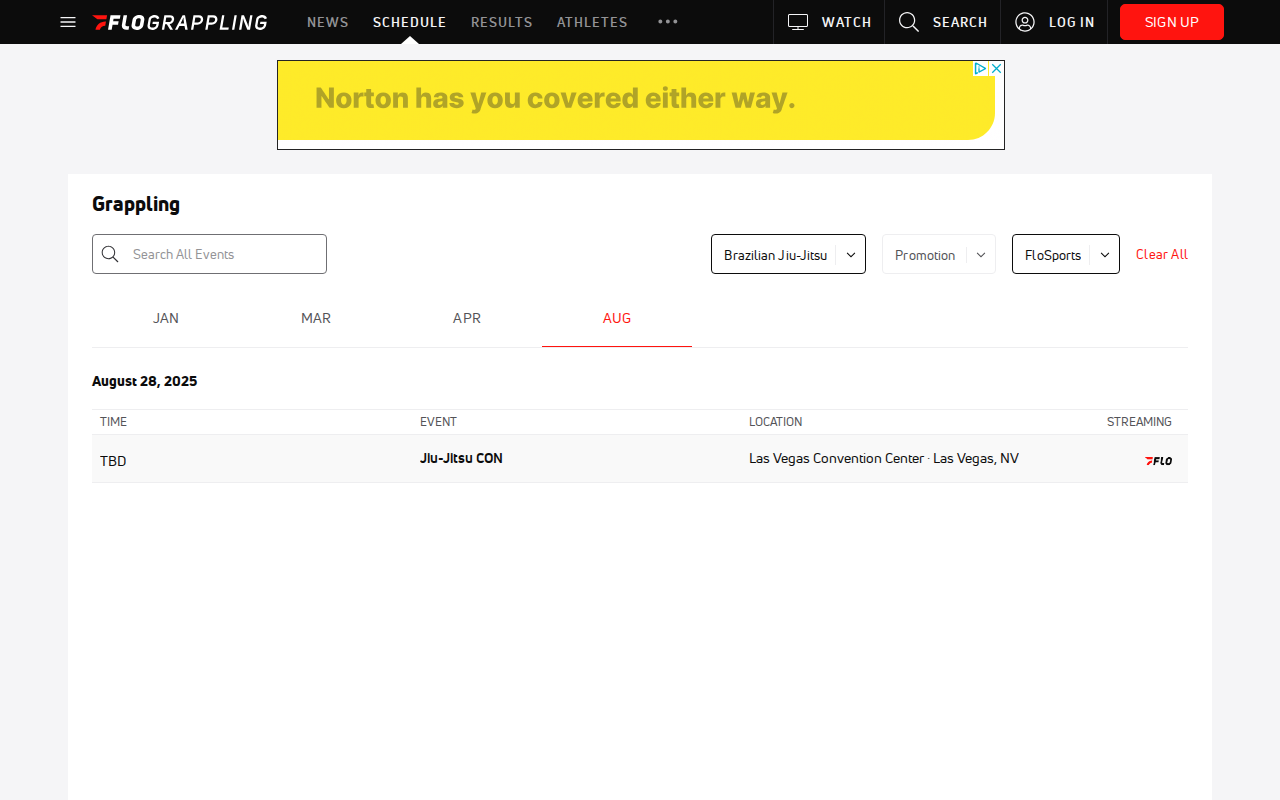 FLOGRAPPLING NEWS SCHEDULE RESULTS ATHLETES WATCH SEARCH LOG IN SIGN UP
Norton has you covered either way.
Grappling
Search All Events Brazilian Jiu-Jitsu Promotion FloSports Clear All
JAN MAR APR AUG
August 28, 2025
TIME EVENT LOCATION STREAMING
TBD Jiu-Jitsu CON Las Vegas Convention Center · Las Vegas, NV FLO